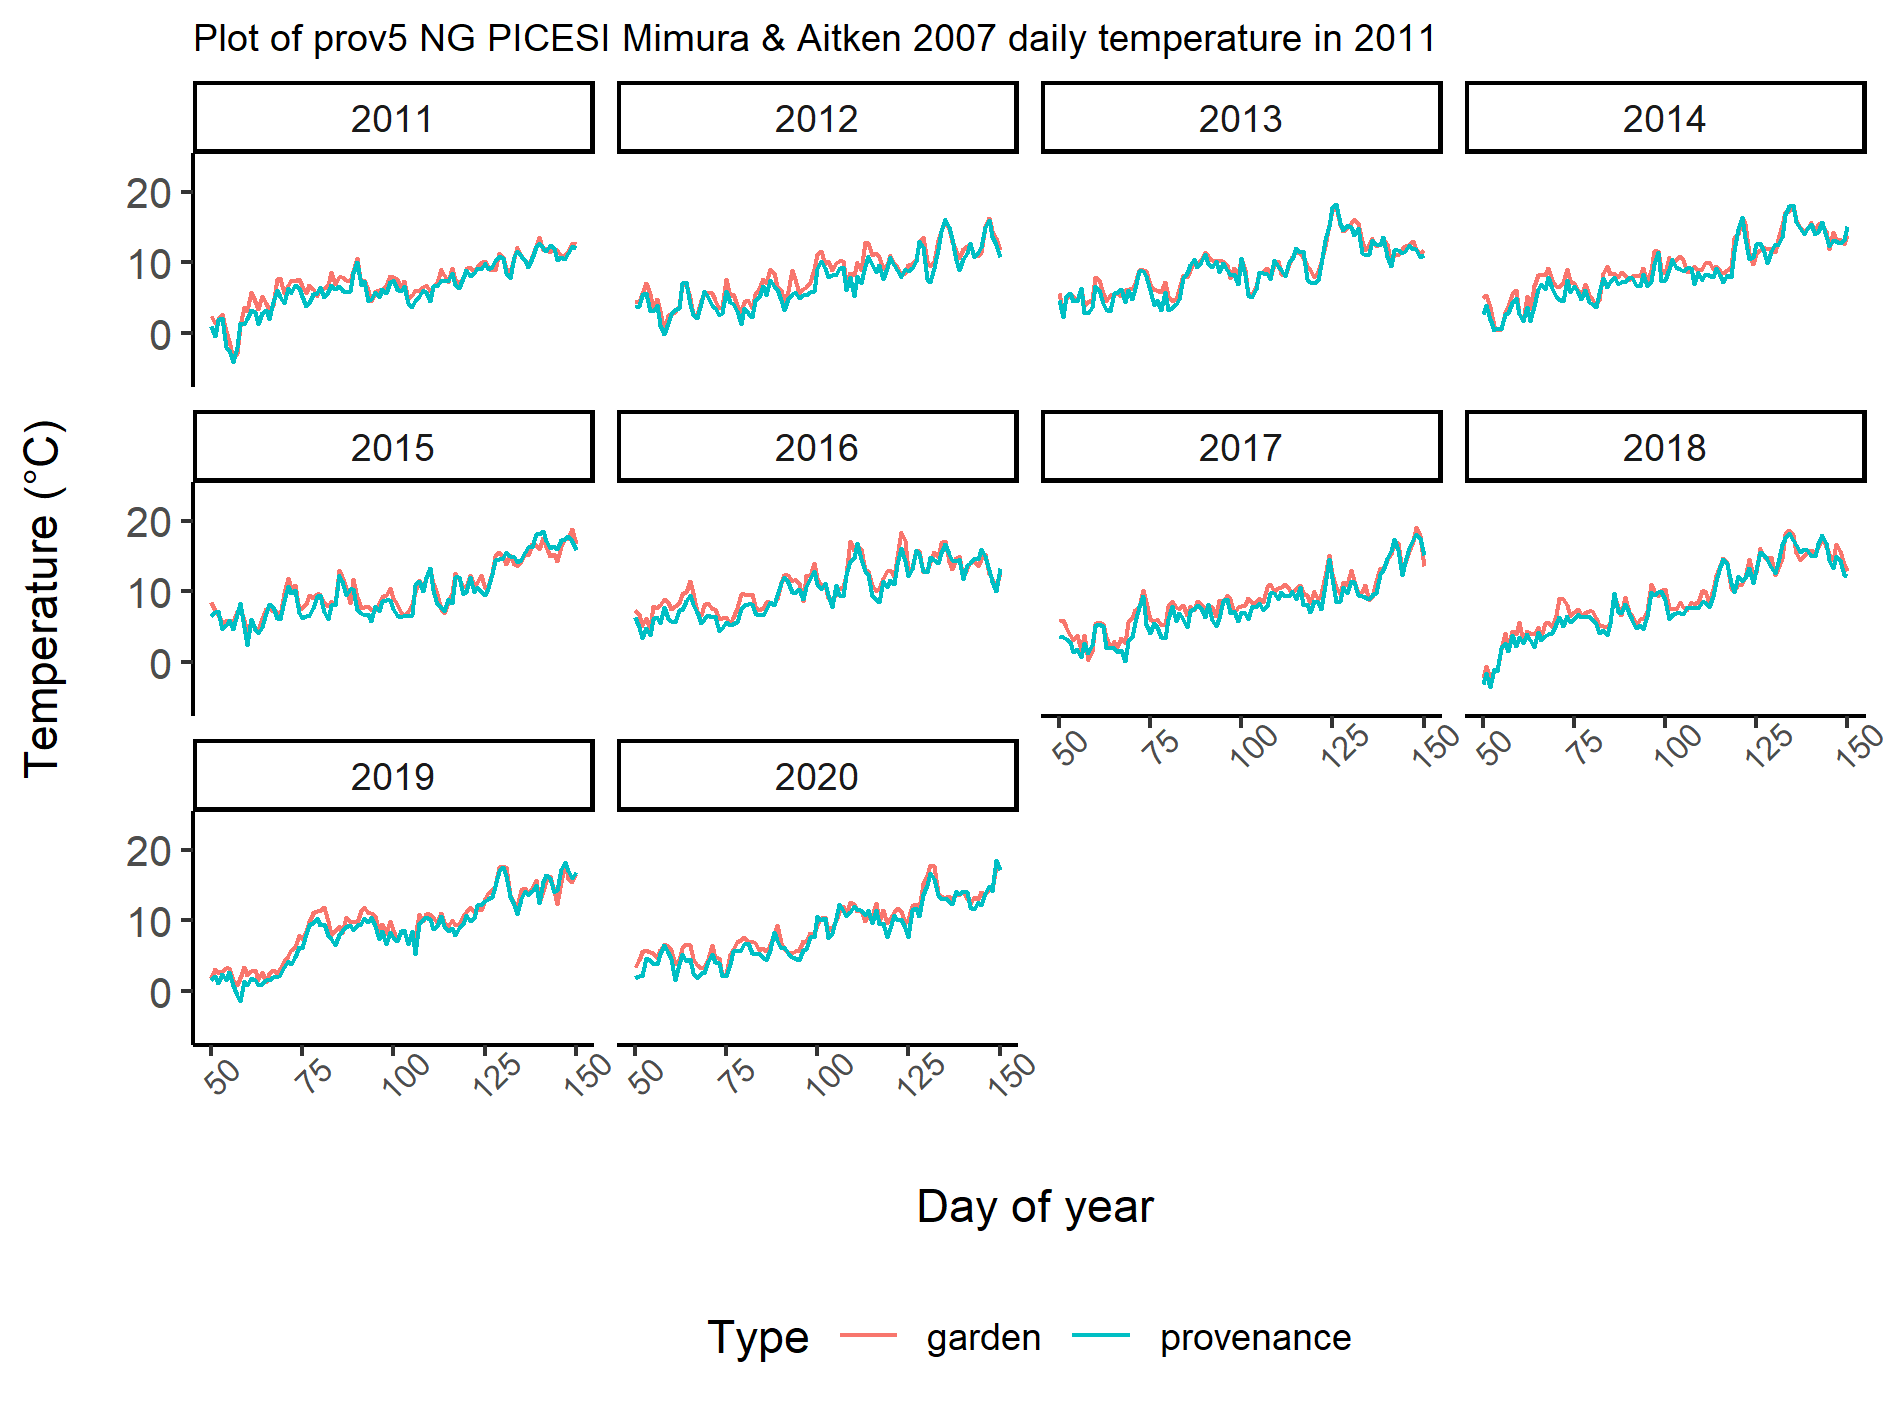 Plot of prov5 NG PICESI Mimura & Aitken 2007 daily temperature in 2011
2011 2012 2013 2014
20
10
0
2015 2016 2017 2018
20
10
0
50 75 100 125 150 50 75 100 125 150
2019 2020
20
10
0
50 75 100 125 150 50 75 100 125 150
Temperature (°C)
Day of year
Type garden provenance